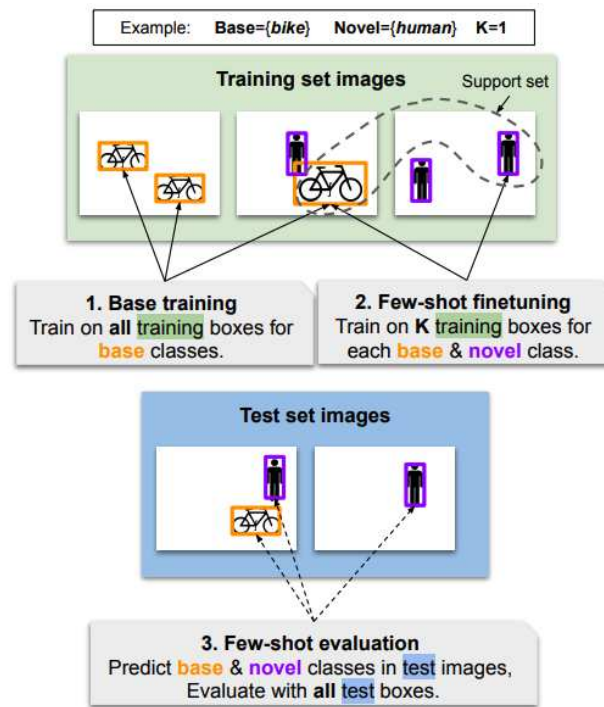 Example: Base={bike} Novel={human} K=1
Training set images
Support set
1. Base training
Train on all training boxes for
base classes.
2. Few-shot finetuning
Train on K training boxes for
each base & novel class.
Test set images
3. Few-shot evaluation
Predict base & novel classes in test images,
Evaluate with all test boxes.